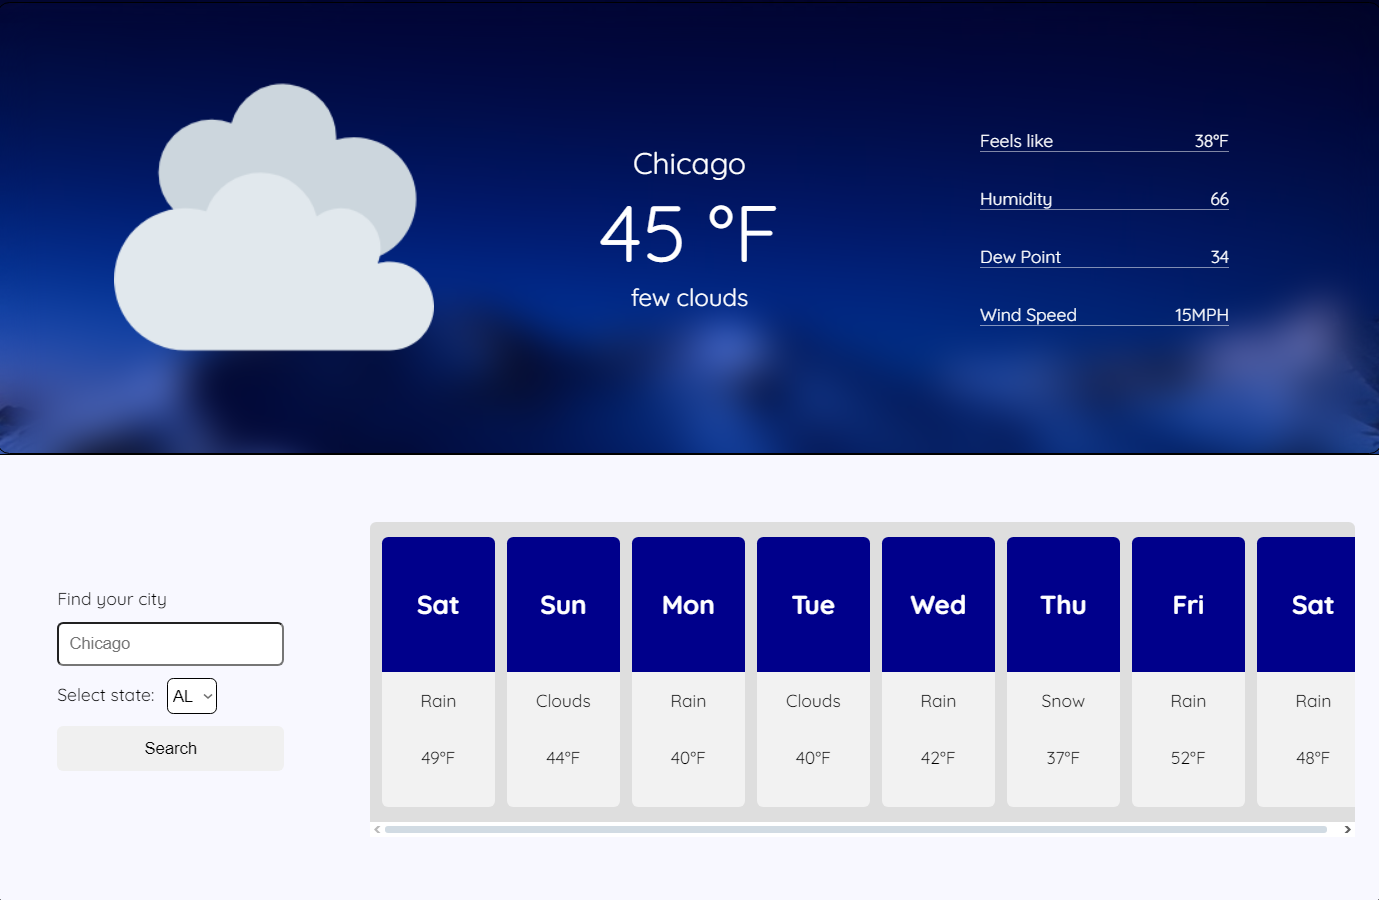 Chicago
45 °F
few clouds
Feels like 38°F
Humidity 66
Dew Point 34
Wind Speed 15MPH
Find your city
Chicago
Select state: AL
Search
Sat Sun Mon Tue Wed Thu Fri Sat
Rain Clouds Rain Clouds Rain Snow Rain Rain
49°F 44°F 40°F 40°F 42°F 37°F 52°F 48°F